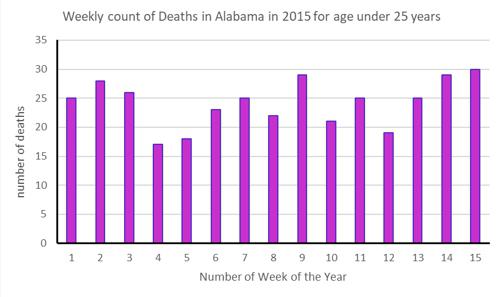 Weekly count of Deaths in Alabama in 2015 for age under 25 years
number of deaths
35
30
25
20
15
10
5
0
1 2 3 4 5 6 7 8 9 10 11 12 13 14 15
Number of Week of the Year